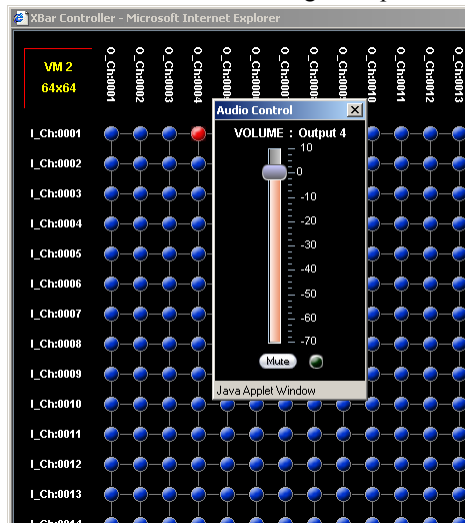 XBar Controller - Microsoft Internet Explorer
VM 2
64x64
O_Ch:0001
O_Ch:0002
O_Ch:0003
O_Ch:0004
O_Ch:0010
O_Ch:0011
O_Ch:0012
O_Ch:0013
Audio Control
VOLUME : Output 4
10
0
-10
-20
-30
-40
-50
-60
-70
Mute
Java Applet Window
I_Ch:0001
I_Ch:0002
I_Ch:0003
I_Ch:0004
I_Ch:0005
I_Ch:0006
I_Ch:0007
I_Ch:0008
I_Ch:0009
I_Ch:0010
I_Ch:0011
I_Ch:0012
I_Ch:0013